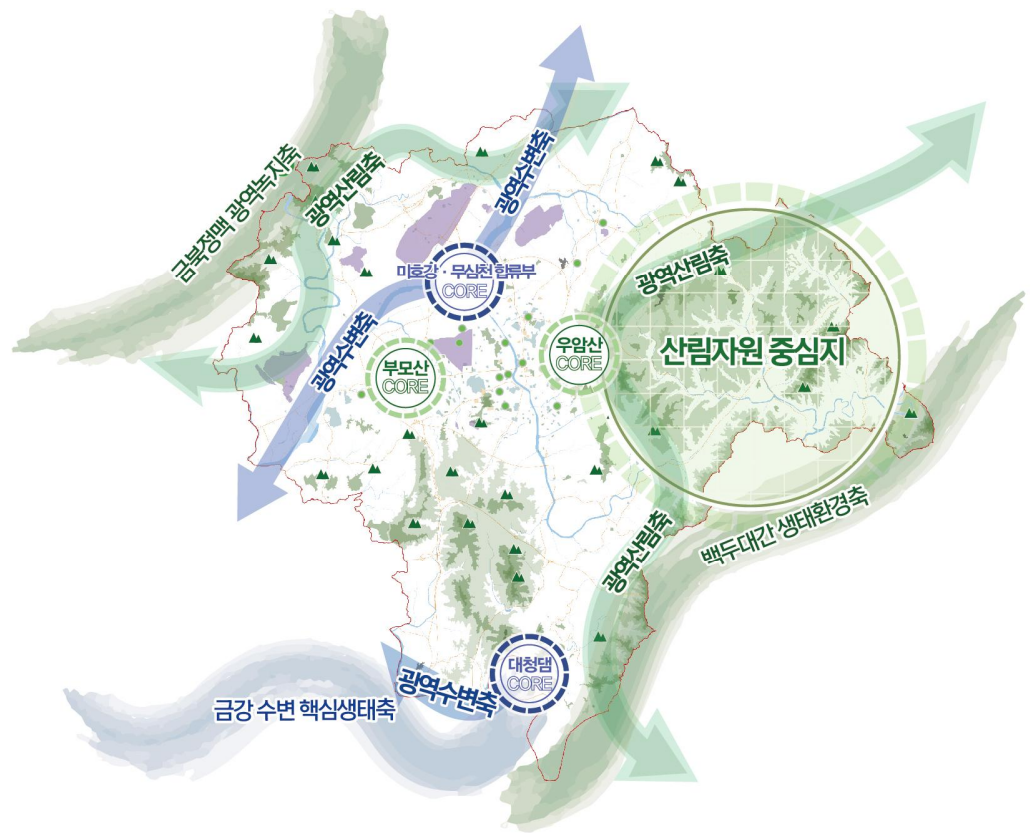 금북정맥 광역녹지축
광역산림축
광역수변축
광역산림축
미호강 · 무심천 합류부
CORE
광역수변축
부모산
CORE
우암산
CORE
산림자원 중심지
백두대간 생태환경축
광역산림축
대청댐
CORE
광역수변축
금강 수변 핵심생태축